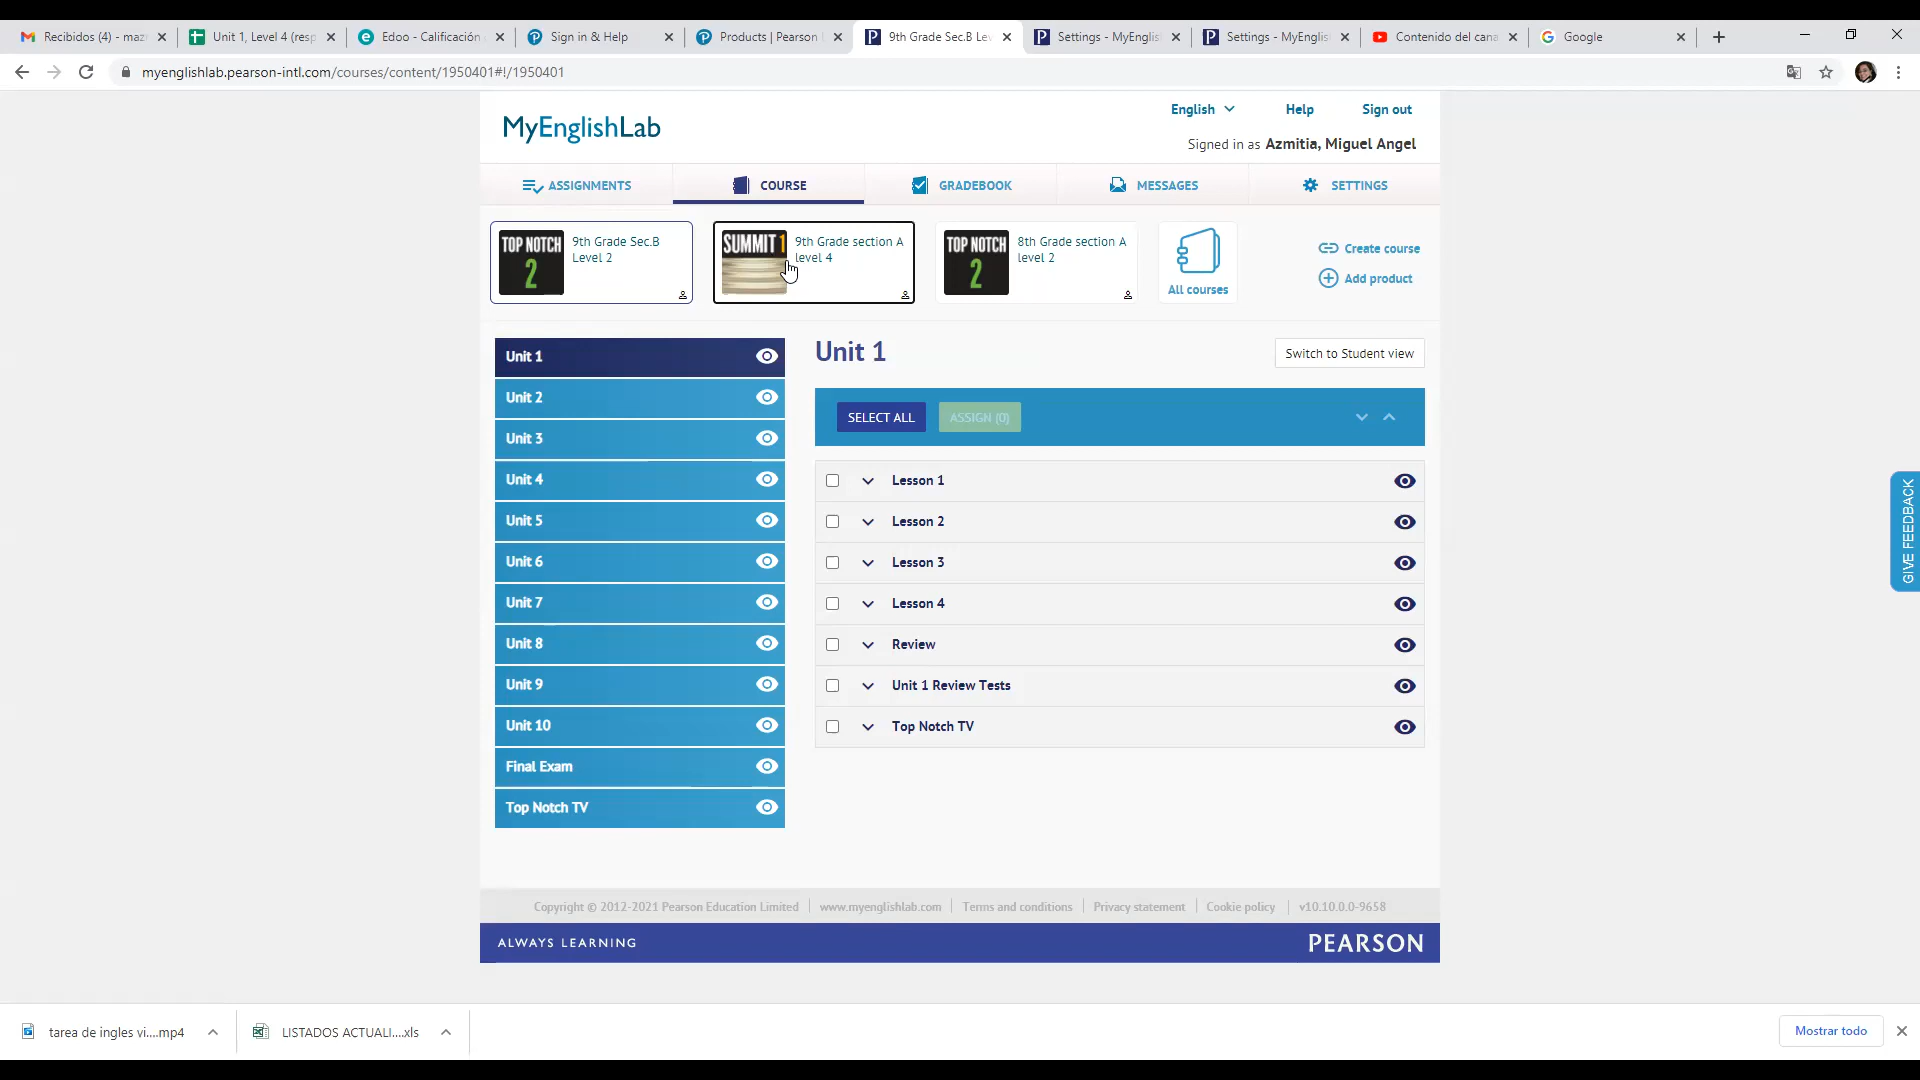 Recibidos (4) - maz
Unit 1, Level 4 (resp
Edoo - Calificación
Sign in & Help
Products | Pearson
9th Grade Sec.B Le
Settings - MyEnglis
Settings - MyEnglis
Contenido del cana
Google
myenglishlab.pearson-intl.com/courses/content/1950401#!/1950401
MyEnglishLab
English
Help
Sign out
Signed in as Azmitia, Miguel Angel
ASSIGNMENTS
COURSE
GRADEBOOK
MESSAGES
SETTINGS
TOP NOTCH
2
9th Grade Sec.B
Level 2
SUMMIT 1
9th Grade section A
level 4
TOP NOTCH
2
8th Grade section A
level 2
All courses
Create course
Add product
Unit 1
Unit 2
Unit 3
Unit 4
Unit 5
Unit 6
Unit 7
Unit 8
Unit 9
Unit 10
Final Exam
Top Notch TV
Unit 1
Switch to Student view
SELECT ALL
ASSIGN (0)
Lesson 1
Lesson 2
Lesson 3
Lesson 4
Review
Unit 1 Review Tests
Top Notch TV
GIVE FEEDBACK
Copyright © 2012-2021 Pearson Education Limited
www.myenglishlab.com
Terms and conditions
Privacy statement
Cookie policy
v10.10.0.0-9658
ALWAYS LEARNING
PEARSON
tarea de ingles vi....mp4
LISTADOS ACTUALI....xls
Mostrar todo